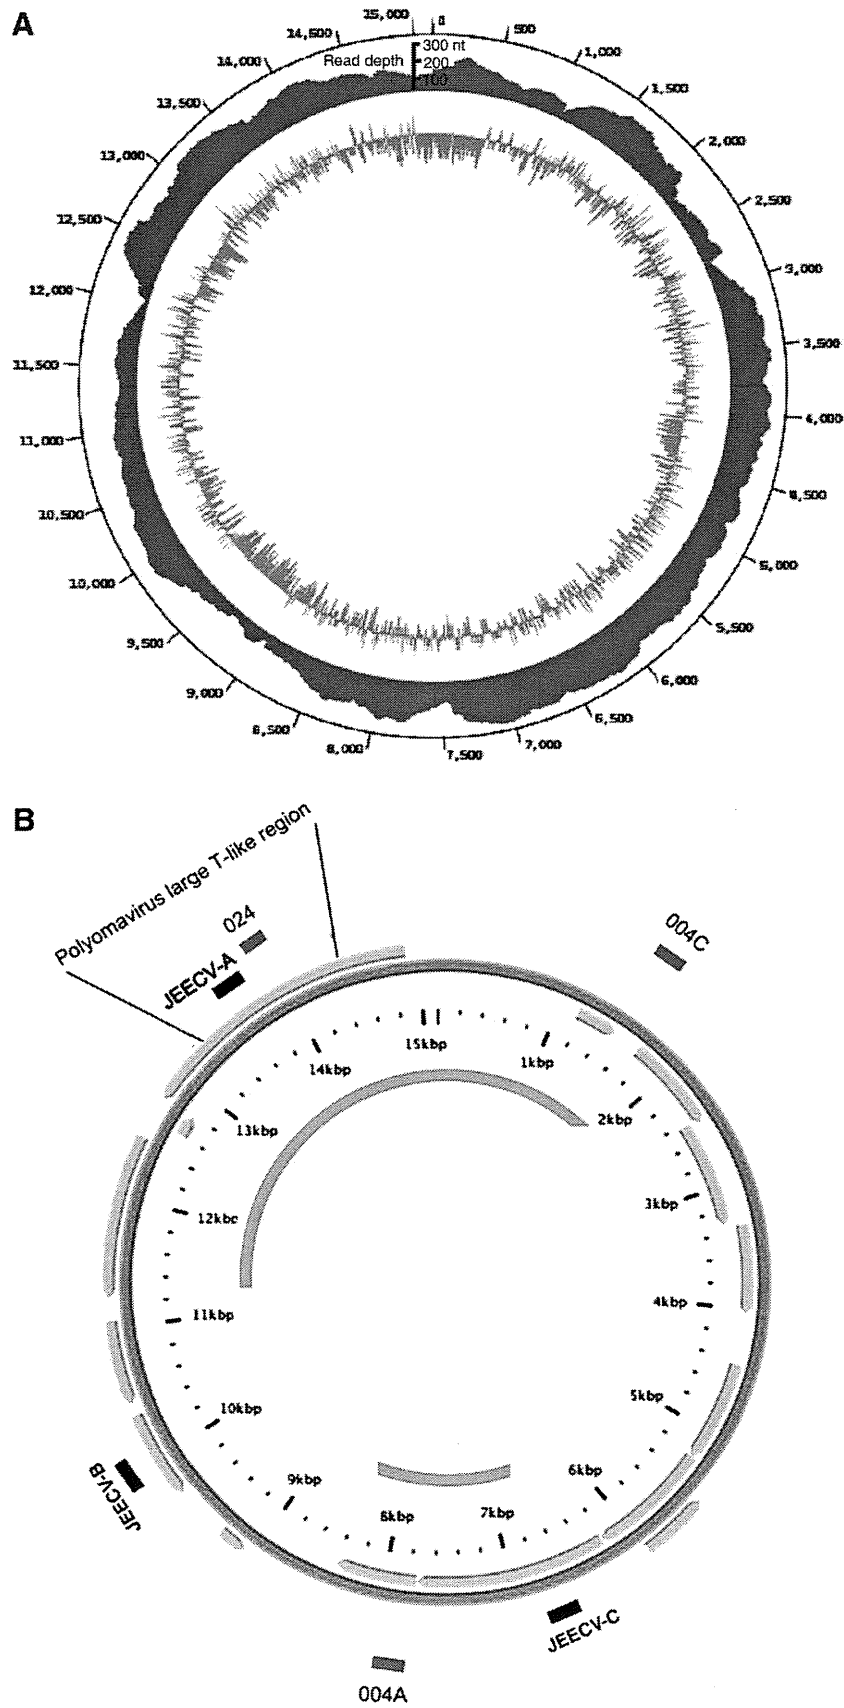 A
0
500
1,000
1,500
2,000
2,500
3,000
3,500
4,000
4,500
5,000
5,500
6,000
6,500
7,000
7,500
8,000
8,500
9,000
9,500
10,000
10,500
11,000
11,500
12,000
12,500
13,000
13,500
14,000
14,500
15,000
Read depth
300 nt
200
100
B
Polyomavirus large T-like region
024
JEECV-A
004C
15kbp
1kbp
2kbp
3kbp
4kbp
5kbp
6kbp
7kbp
8kbp
9kbp
10kbp
11kbp
12kbp
13kbp
14kbp
JEECV-B
JEECV-C
004A